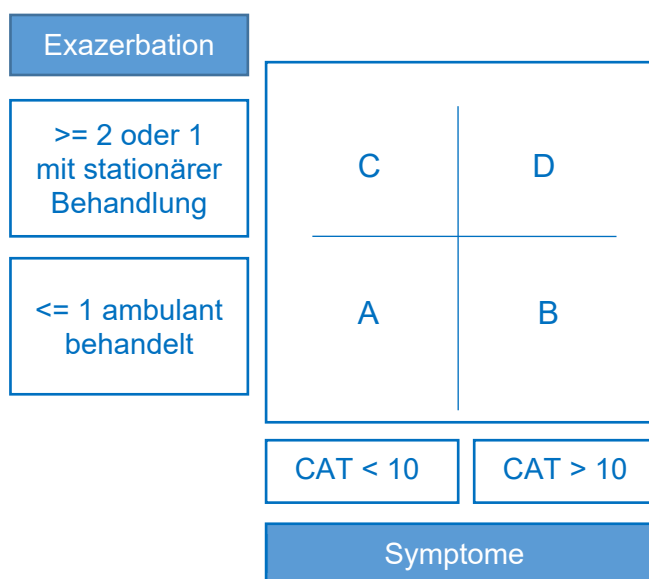 Exazerbation
>= 2 oder 1
mit stationärer
Behandlung
<= 1 ambulant
behandelt
C
D
A
B
CAT < 10
CAT > 10
Symptome